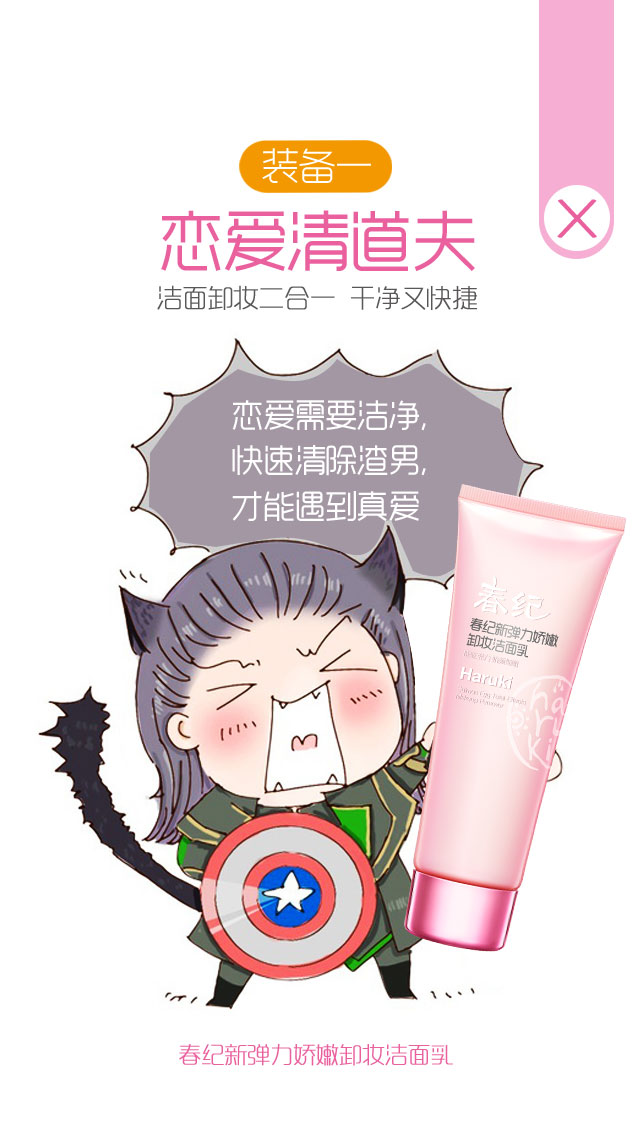 装备一
恋爱清道夫
洁面卸妆二合一 干净又快捷
恋爱需要洁净,
快速清除渣男,
才能遇到真爱
春纪
春纪新弹力娇嫩
卸妆洁面乳
Haruki
haruki
春纪新弹力娇嫩卸妆洁面乳